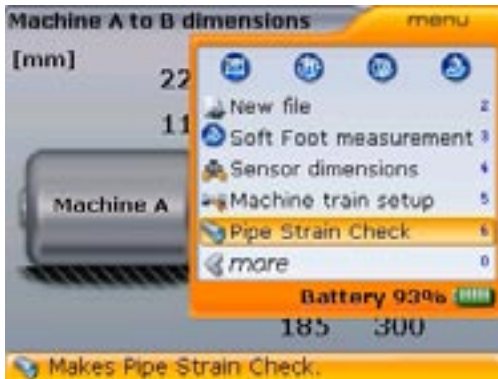 Machine A to B dimensions
menu
[mm]
22
New file 2
11
Soft Foot measurement 3
Sensor dimensions 4
Machine A
Machine train setup 5
Pipe Strain Check 6
more 0
Battery 93%
185 300
Makes Pipe Strain Check.